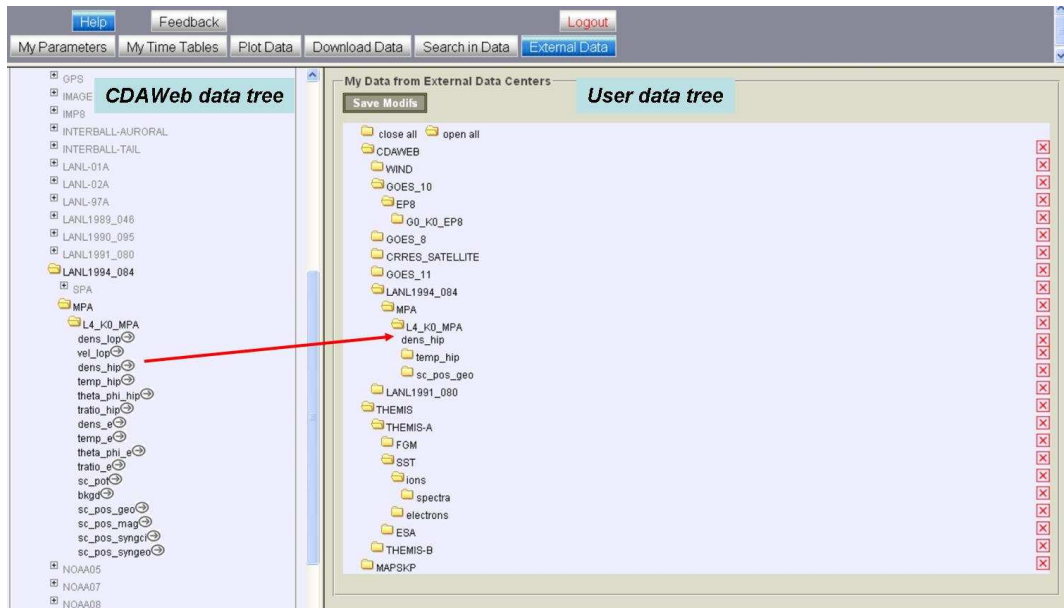 Help Feedback Logout
My Parameters My Time Tables Plot Data Download Data Search in Data External Data
CDAWeb data tree
GPS
IMAGE
IMP8
INTERBALL-AURORAL
INTERBALL-TAIL
LANL-01A
LANL-02A
LANL-97A
LANL1989_046
LANL1990_095
LANL1991_080
LANL1994_084
SPA
MPA
L4_K0_MPA
dens_lop
vel_lop
dens_hip
temp_hip
theta_phi_hip
tratio_hip
dens_e
temp_e
theta_phi_e
tratio_e
sc_pot
bkgd
sc_pos_geo
sc_pos_mag
sc_pos_syngci
sc_pos_syngeo
NOAA05
NOAA07
NOAA08
My Data from External Data Centers
Save Modifs
User data tree
close all open all
CDAWEB
WIND
GOES_10
EP8
G0_K0_EP8
GOES_8
CRRES_SATELLITE
GOES_11
LANL1994_084
MPA
L4_K0_MPA
dens_hip
temp_hip
sc_pos_geo
LANL1991_080
THEMIS
THEMIS-A
FGM
SST
ions
spectra
electrons
ESA
THEMIS-B
MAPSKP